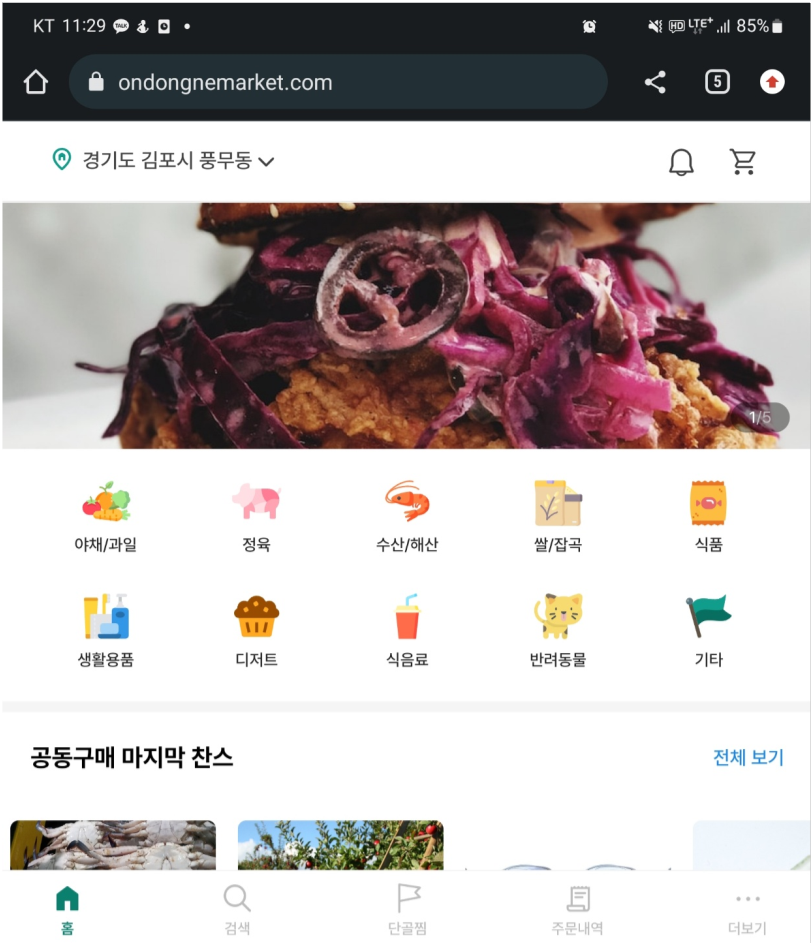 KT 11:29 TALK HD LTE+ 85%
ondongnemarket.com 5
경기도 김포시 풍무동
1/5
야채/과일 정육 수산/해산 쌀/잡곡 식품
생활용품 디저트 식음료 반려동물 기타
공동구매 마지막 찬스 전체 보기
홈 검색 단골찜 주문내역 더보기